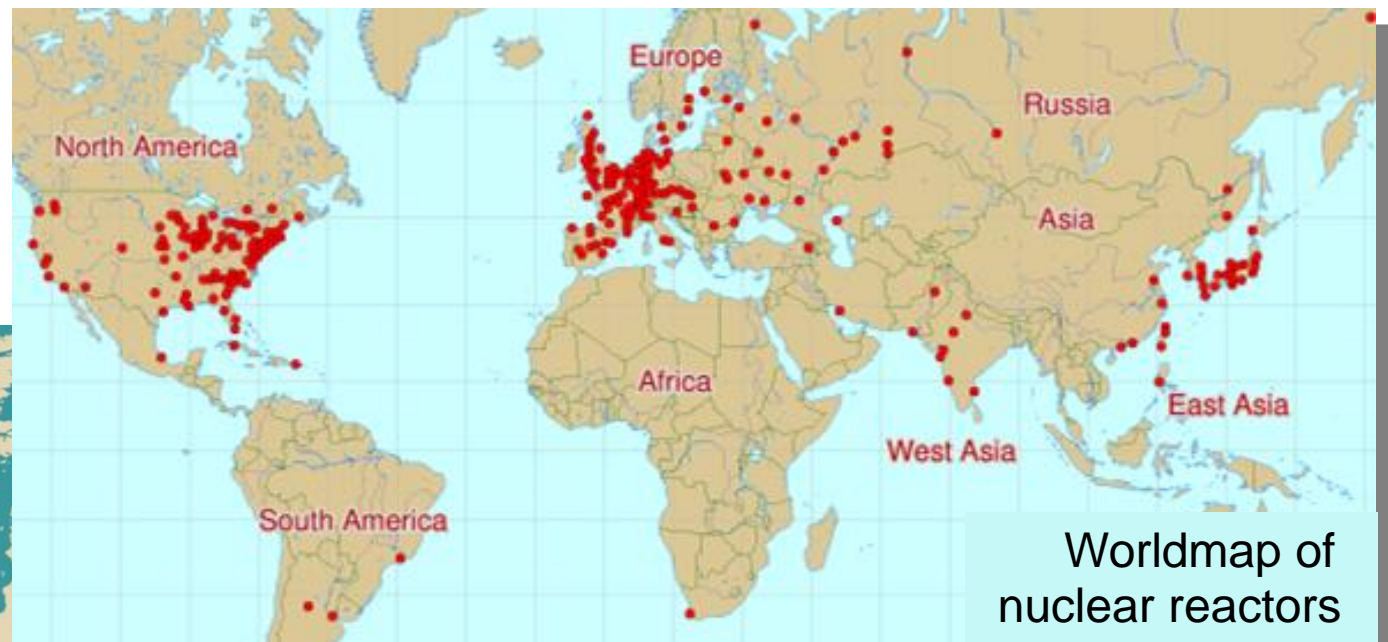 Europe
Russia
North America
Asia
Africa
East Asia
West Asia
South America
Worldmap of
nuclear reactors